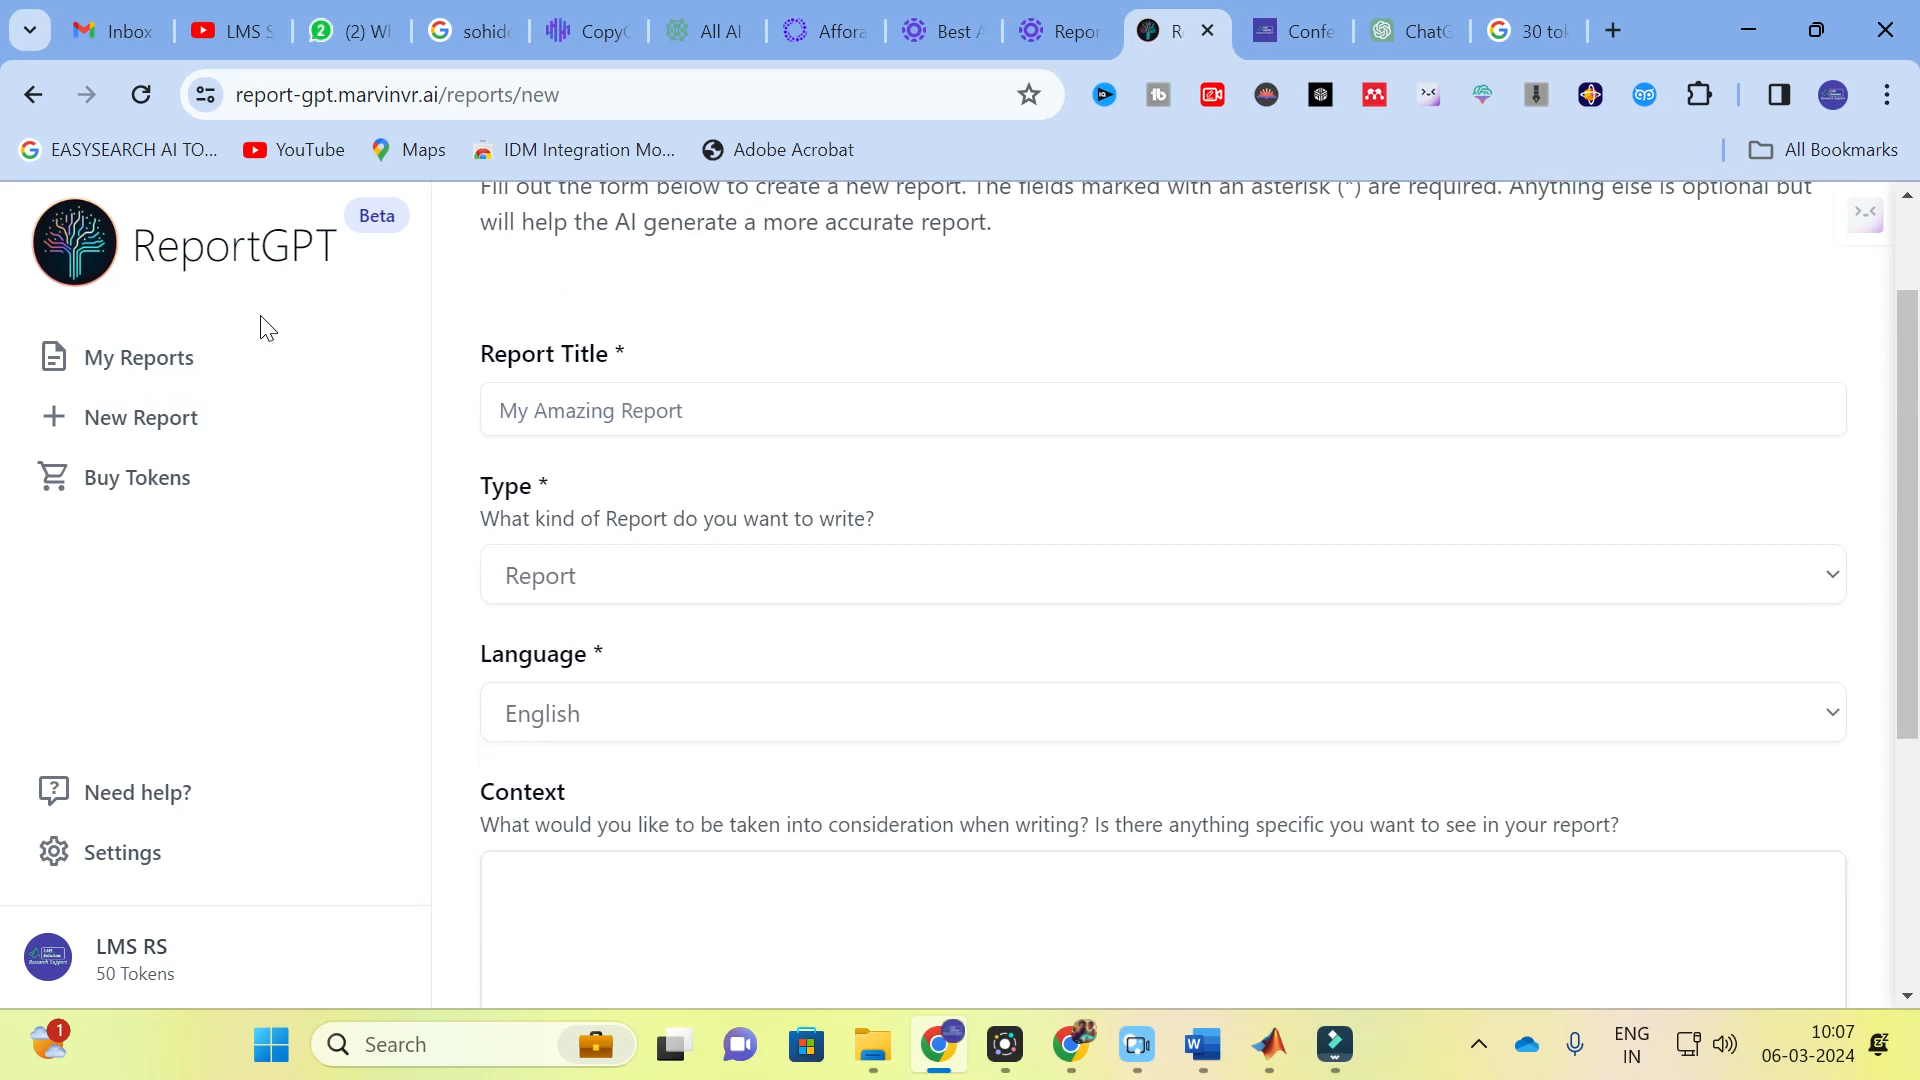 Inbox
LMS S
2 (2) W
sohid
Copy
All AI
Affora
Best A
Repor
R
Confe
Chat
30 tok
report-gpt.marvinvr.ai/reports/new
EASYSEARCH AI TO...
YouTube
Maps
IDM Integration Mo...
Adobe Acrobat
All Bookmarks
ReportGPT
Beta
My Reports
New Report
Buy Tokens
Need help?
Settings
LMS RS
50 Tokens
Fill out the form below to create a new report. The fields marked with an asterisk (*) are required. Anything else is optional but
will help the AI generate a more accurate report.
Report Title *
My Amazing Report
Type *
What kind of Report do you want to write?
Report
Language *
English
Context
What would you like to be taken into consideration when writing? Is there anything specific you want to see in your report?
1
Search
ENG
IN
10:07
06-03-2024